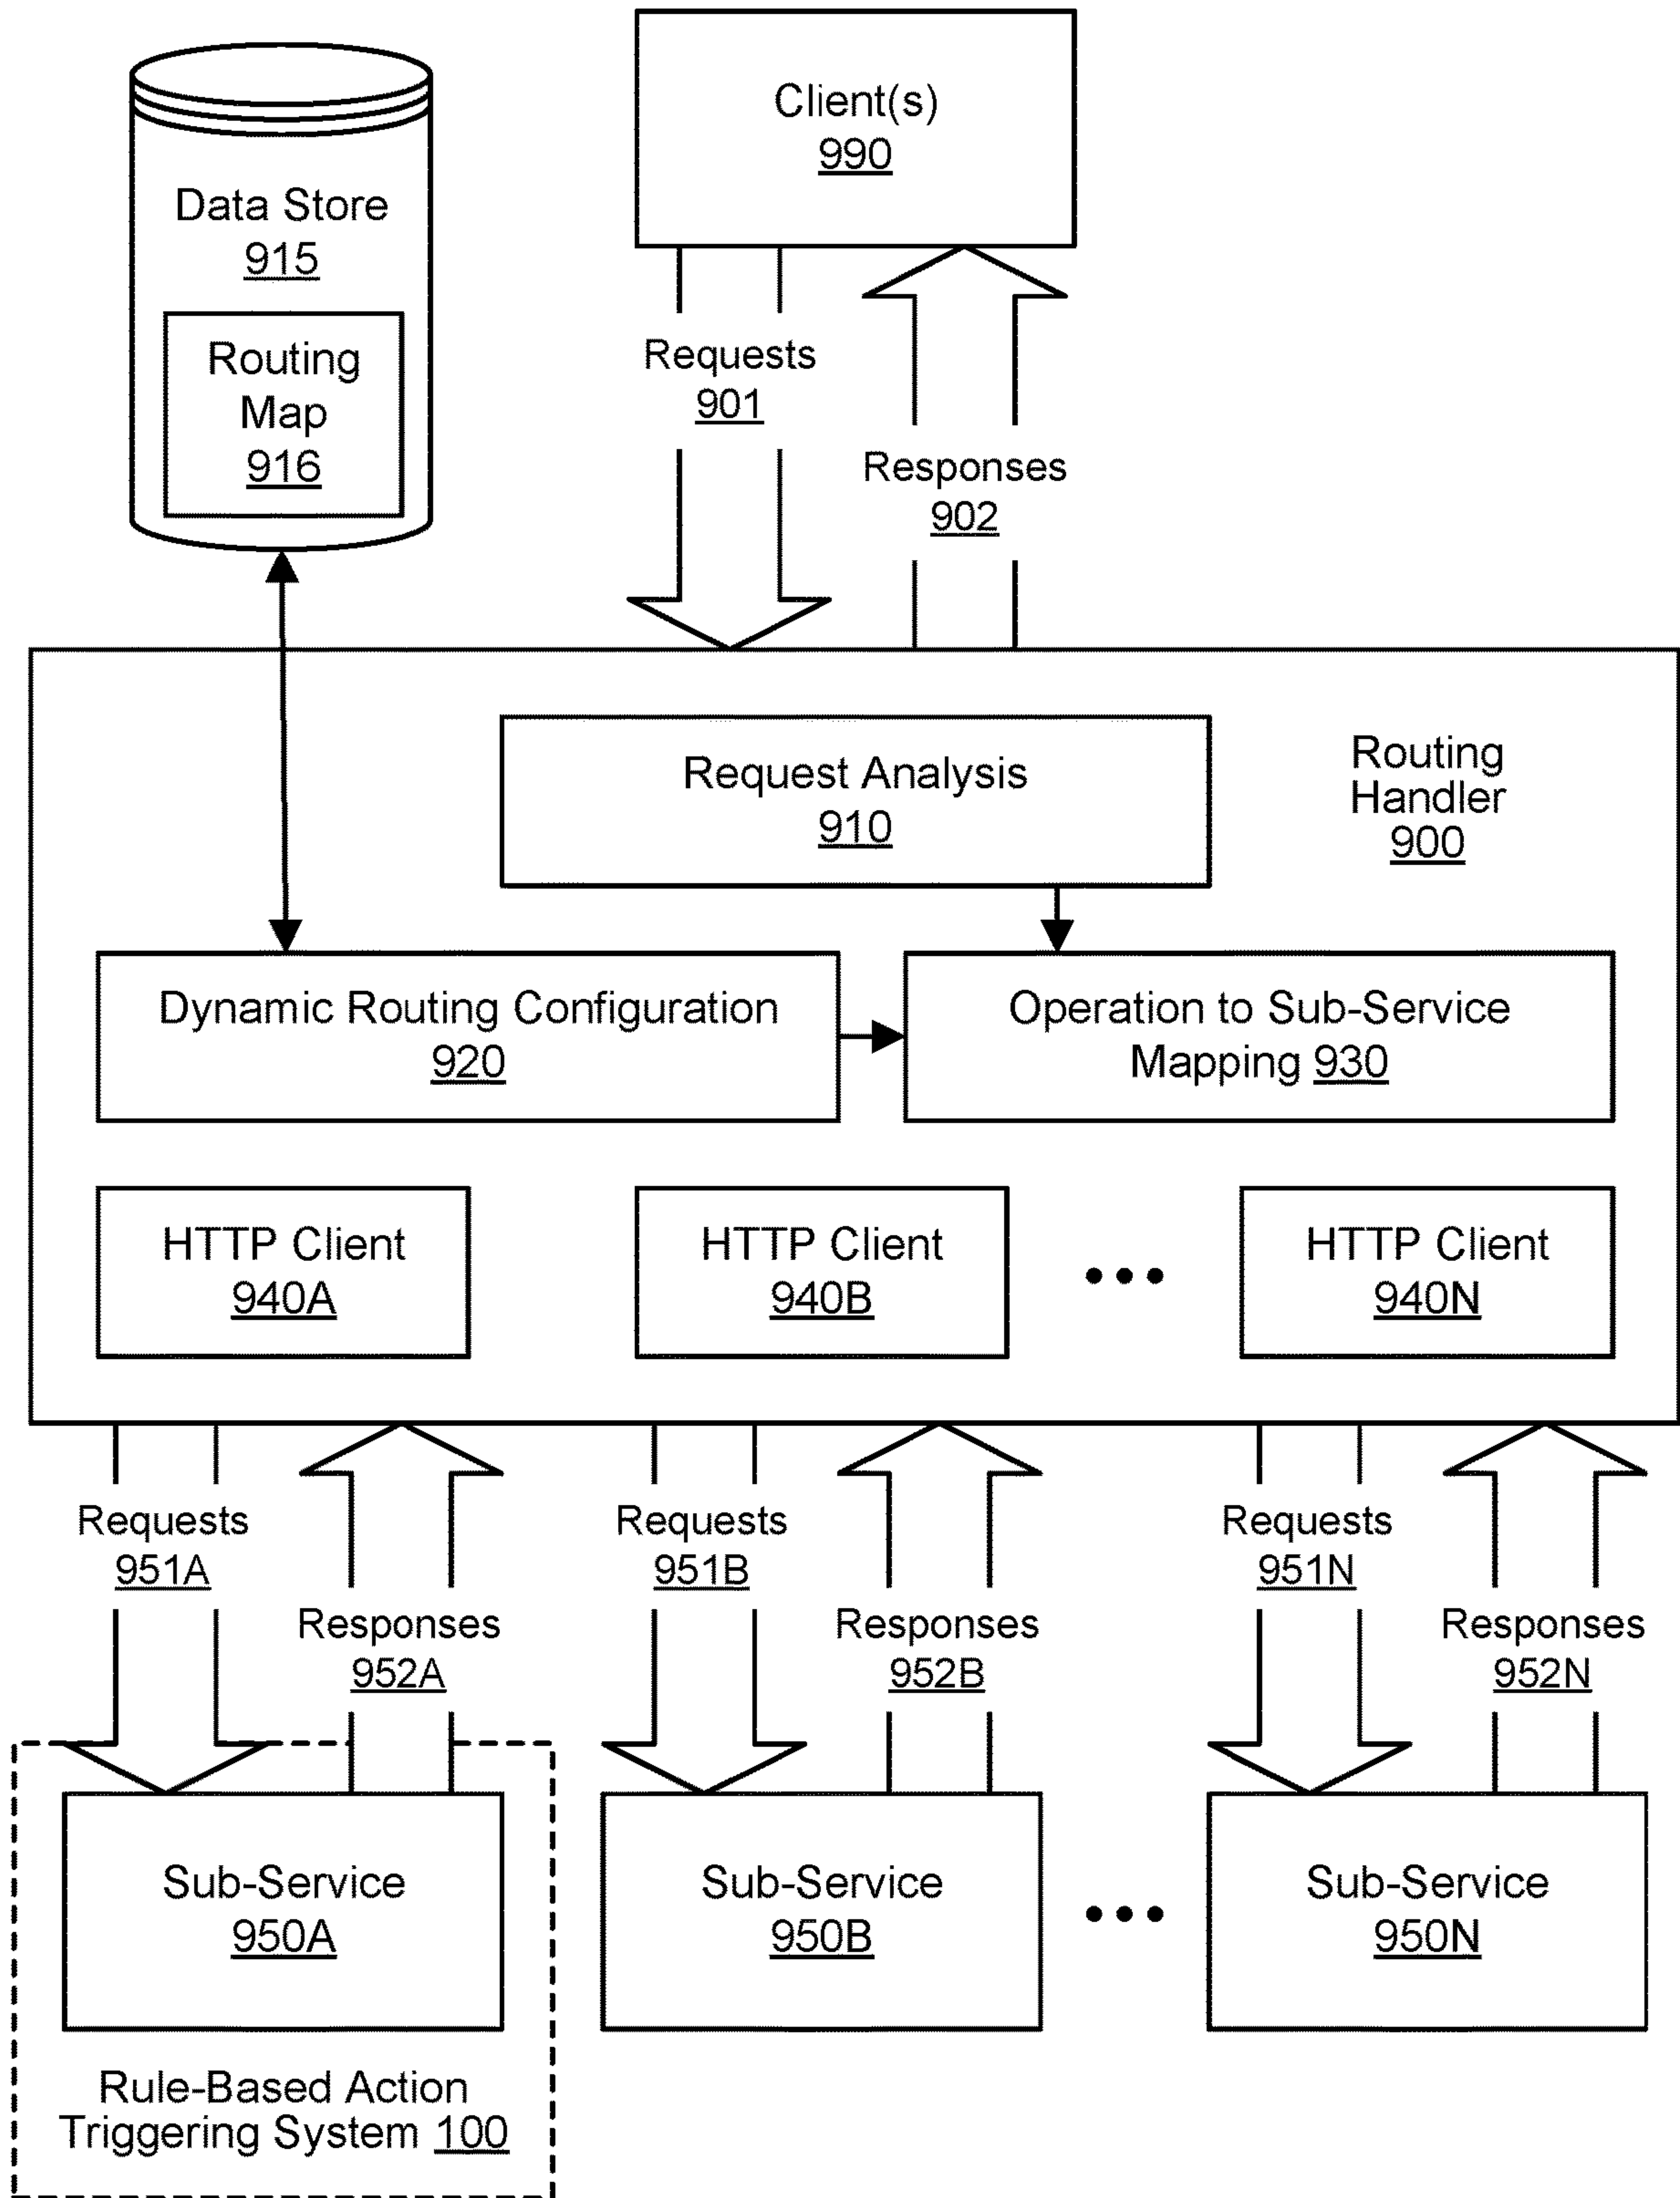 Client(s)
990
Data Store
915
Routing
Map
916
Requests
901
Responses
902
Request Analysis
910
Routing
Handler
900
Dynamic Routing Configuration
920
Operation to Sub-Service
Mapping 930
HTTP Client
940A
HTTP Client
940B
HTTP Client
940N
Requests
951A
Responses
952A
Requests
951B
Responses
952B
Requests
951N
Responses
952N
Sub-Service
950A
Sub-Service
950B
Sub-Service
950N
Rule-Based Action
Triggering System 100